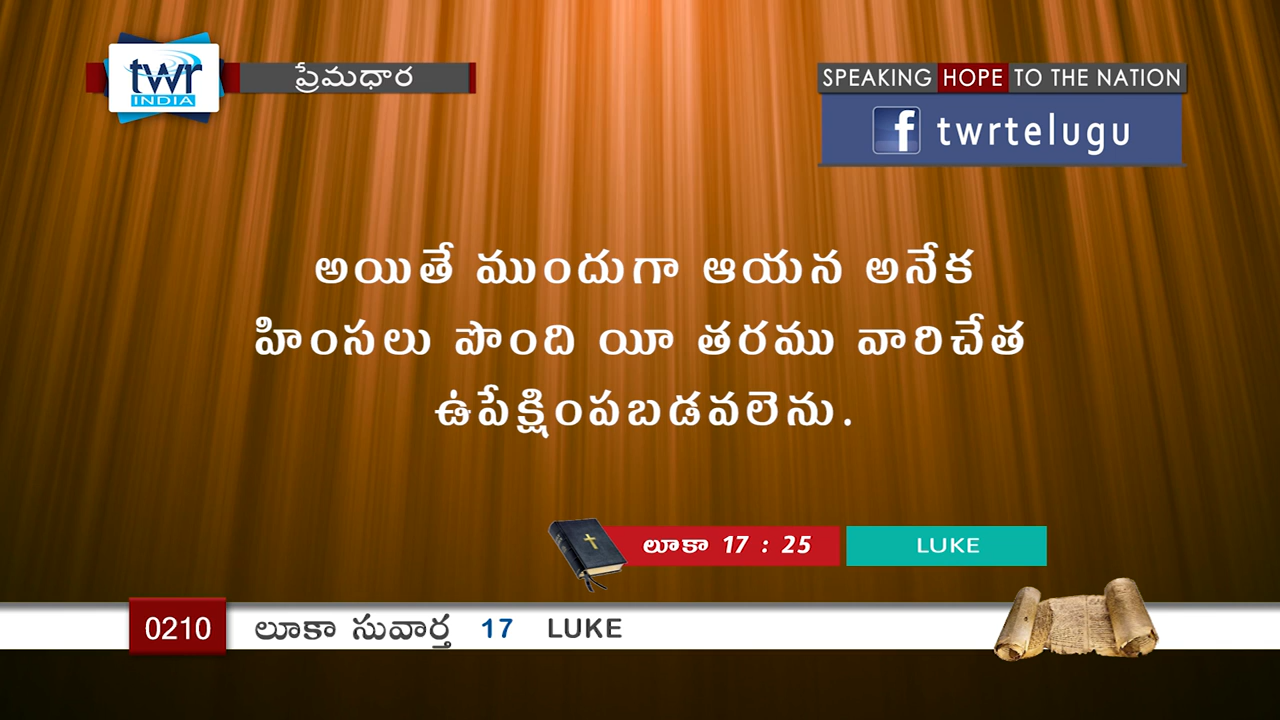 twr
INDIA
ప్రేమధార
SPEAKING HOPE TO THE NATION
f twrtelugu
అయితే ముందుగా ఆయన అనేక
హింసలు పొంది యీ తరము వారిచేత
ఉపేక్షింపబడవలెను.
లూకా 17 : 25 LUKE
0210 లూకా సువార్త 17 LUKE